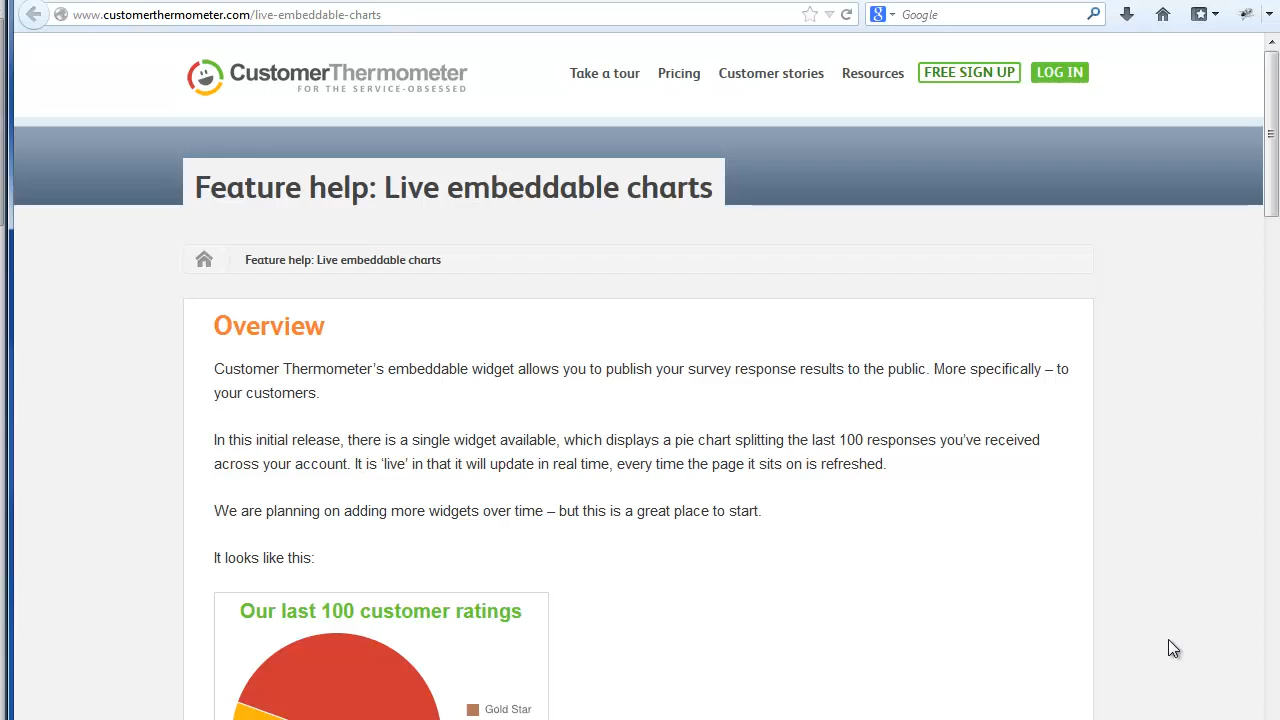 www.customerthermometer.com/live-embeddable-charts
Google
CustomerThermometer
FOR THE SERVICE-OBSESSED
Take a tour
Pricing
Customer stories
Resources
FREE SIGN UP
LOG IN
Feature help: Live embeddable charts
Feature help: Live embeddable charts
Overview
Customer Thermometer’s embeddable widget allows you to publish your survey response results to the public. More specifically – to
your customers.
In this initial release, there is a single widget available, which displays a pie chart splitting the last 100 responses you’ve received
across your account. It is ‘live’ in that it will update in real time, every time the page it sits on is refreshed.
We are planning on adding more widgets over time – but this is a great place to start.
It looks like this:
Our last 100 customer ratings
Gold Star